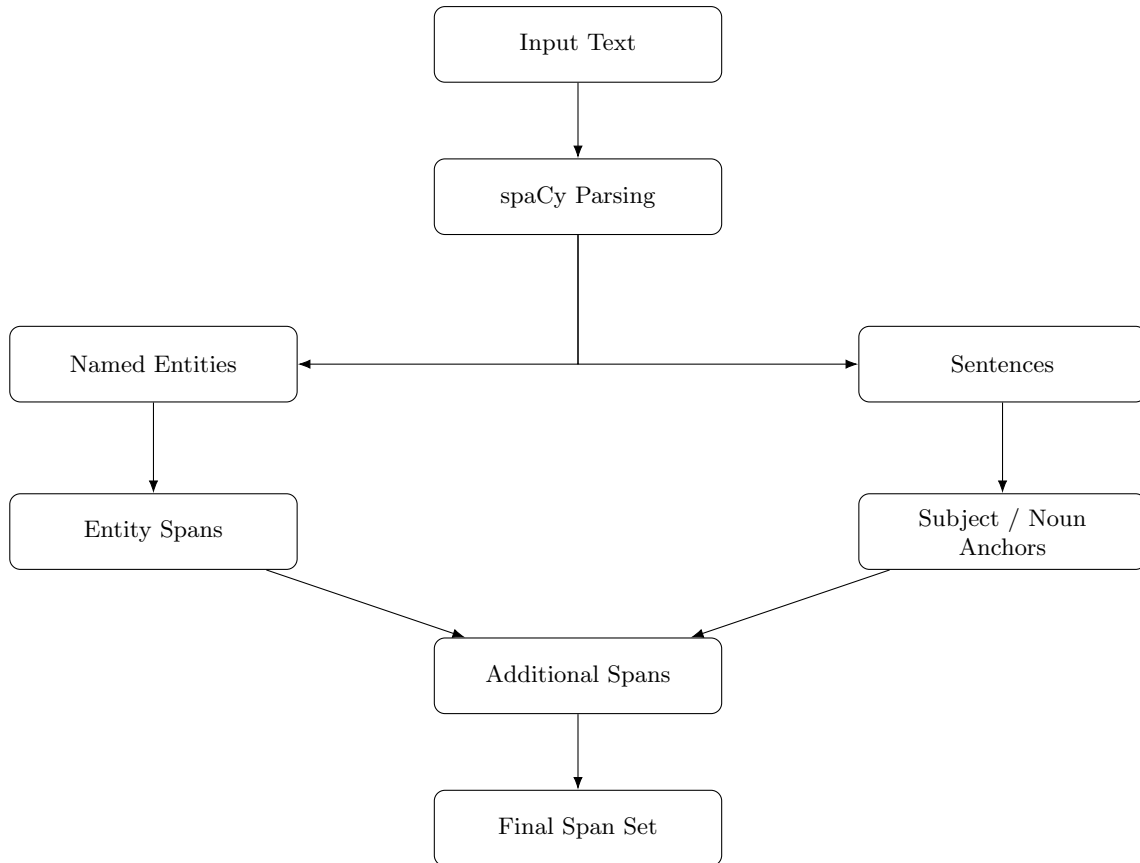 Input Text
spaCy Parsing
Named Entities
Sentences
Entity Spans
Subject / Noun
Anchors
Additional Spans
Final Span Set